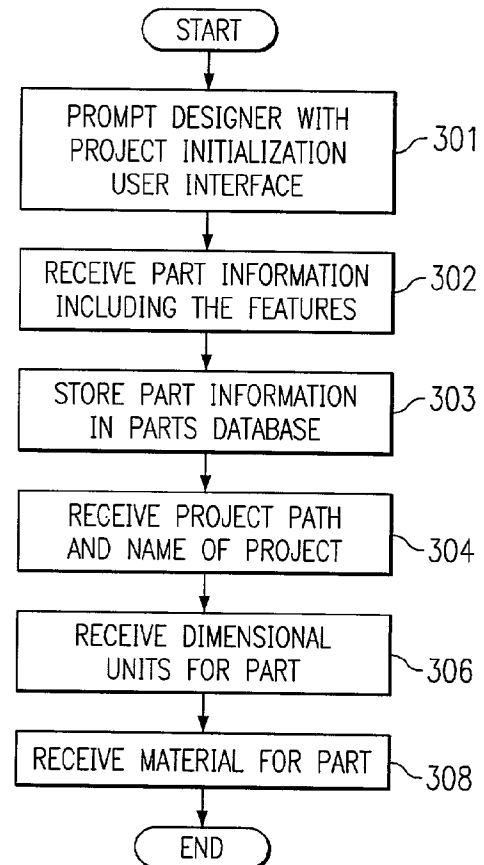 START
PROMPT DESIGNER WITH
PROJECT INITIALIZATION
USER INTERFACE
301
RECEIVE PART INFORMATION
INCLUDING THE FEATURES
302
STORE PART INFORMATION
IN PARTS DATABASE
303
RECEIVE PROJECT PATH
AND NAME OF PROJECT
304
RECEIVE DIMENSIONAL
UNITS FOR PART
306
RECEIVE MATERIAL FOR PART
308
END